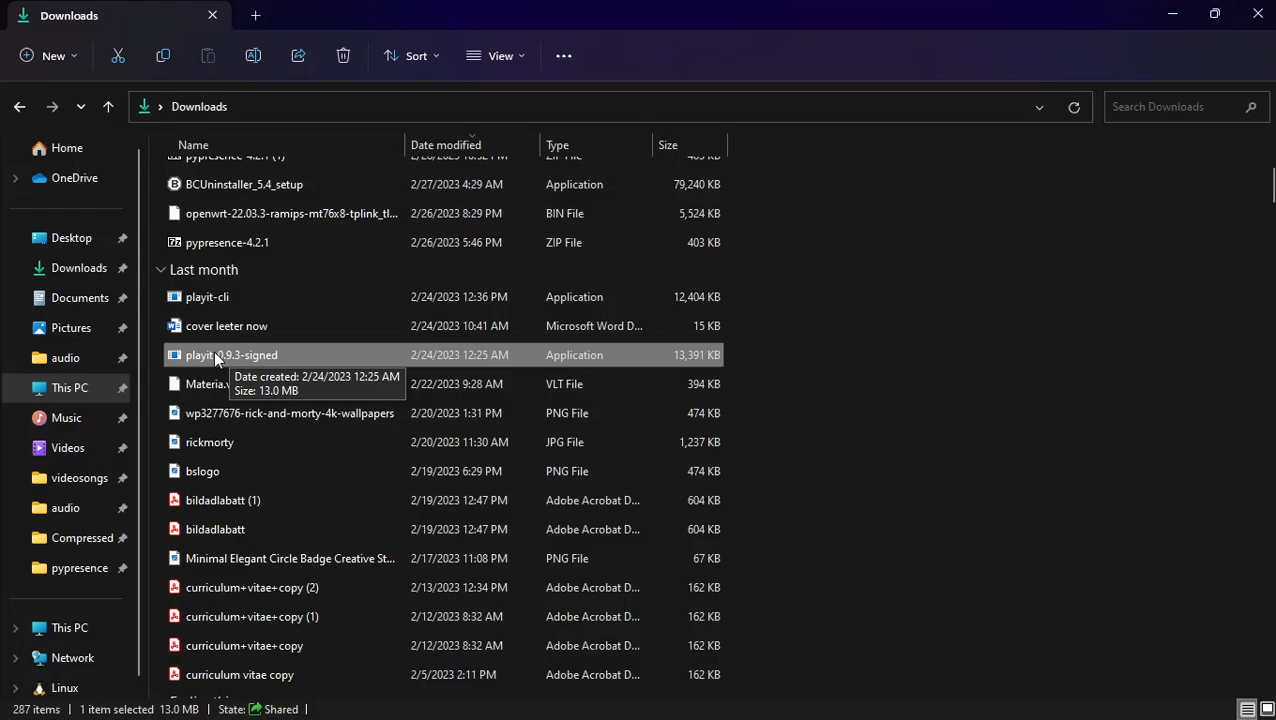 Downloads
New
Sort
View
Downloads
Search Downloads
Name Date modified Type Size
Home
OneDrive
Desktop
Downloads
Documents
Pictures
audio
This PC
Music
Videos
videosongs
audio
Compressed
pypresence
This PC
Network
Linux
BCUninstaller_5.4_setup 2/27/2023 4:29 AM Application 79,240 KB
openwrt-22.03.3-ramips-mt76x8-tplink_tl... 2/26/2023 8:29 PM BIN File 5,524 KB
pypresence-4.2.1 2/26/2023 5:46 PM ZIP File 403 KB
Last month
playit-cli 2/24/2023 12:36 PM Application 12,404 KB
cover leeter now 2/24/2023 10:41 AM Microsoft Word D... 15 KB
playit-0.9.3-signed 2/24/2023 12:25 AM Application 13,391 KB
Date created: 2/24/2023 12:25 AM
Size: 13.0 MB
2/22/2023 9:28 AM VLT File 394 KB
wp3277676-rick-and-morty-4k-wallpapers 2/20/2023 1:31 PM PNG File 474 KB
rickmorty 2/20/2023 11:30 AM JPG File 1,237 KB
bslogo 2/19/2023 6:29 PM PNG File 474 KB
bildadlabatt (1) 2/19/2023 12:47 PM Adobe Acrobat D... 604 KB
bildadlabatt 2/19/2023 12:47 PM Adobe Acrobat D... 604 KB
Minimal Elegant Circle Badge Creative St... 2/17/2023 11:08 PM PNG File 67 KB
curriculum+vitae+copy (2) 2/13/2023 12:34 PM Adobe Acrobat D... 162 KB
curriculum+vitae+copy (1) 2/12/2023 8:32 AM Adobe Acrobat D... 162 KB
curriculum+vitae+copy 2/12/2023 8:32 AM Adobe Acrobat D... 162 KB
curriculum vitae copy 2/5/2023 2:11 PM Adobe Acrobat D... 162 KB
287 items 1 item selected 13.0 MB State: Shared